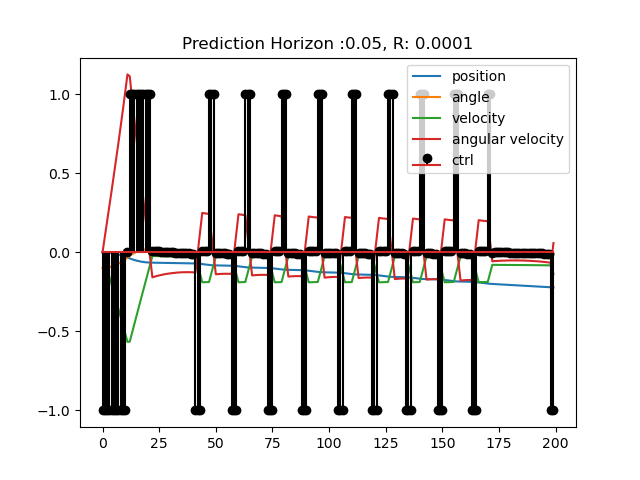 Prediction Horizon :0.05, R: 0.0001
1.0
0.5
0.0
−0.5
−1.0
0
25
50
75
100
125
150
175
200
position
angle
velocity
angular velocity
ctrl